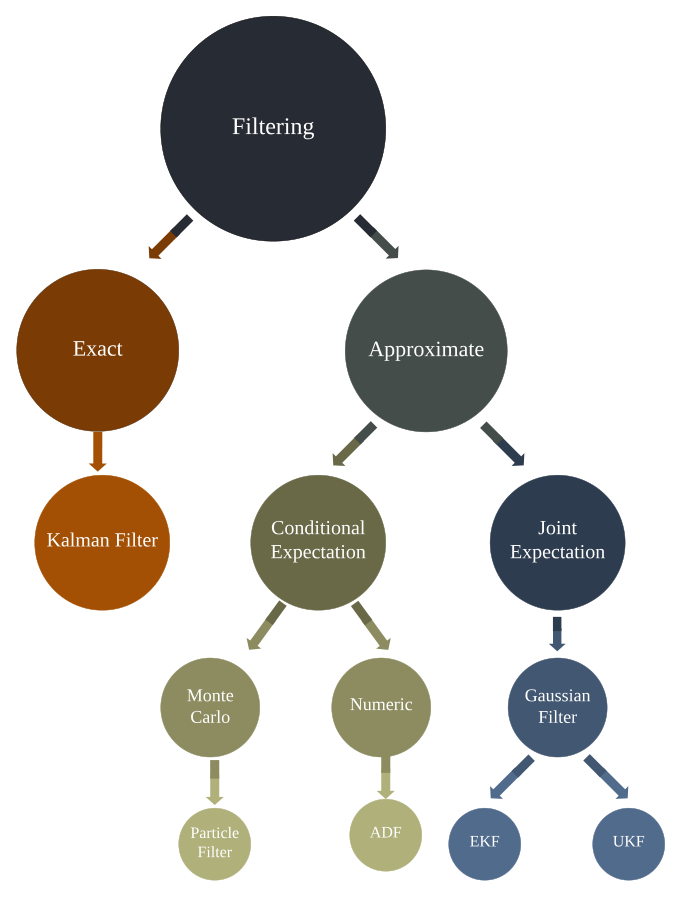 Filtering
Exact
Approximate
Kalman Filter
Conditional
Expectation
Joint
Expectation
Monte
Carlo
Numeric
Gaussian
Filter
Particle
Filter
ADF
EKF
UKF